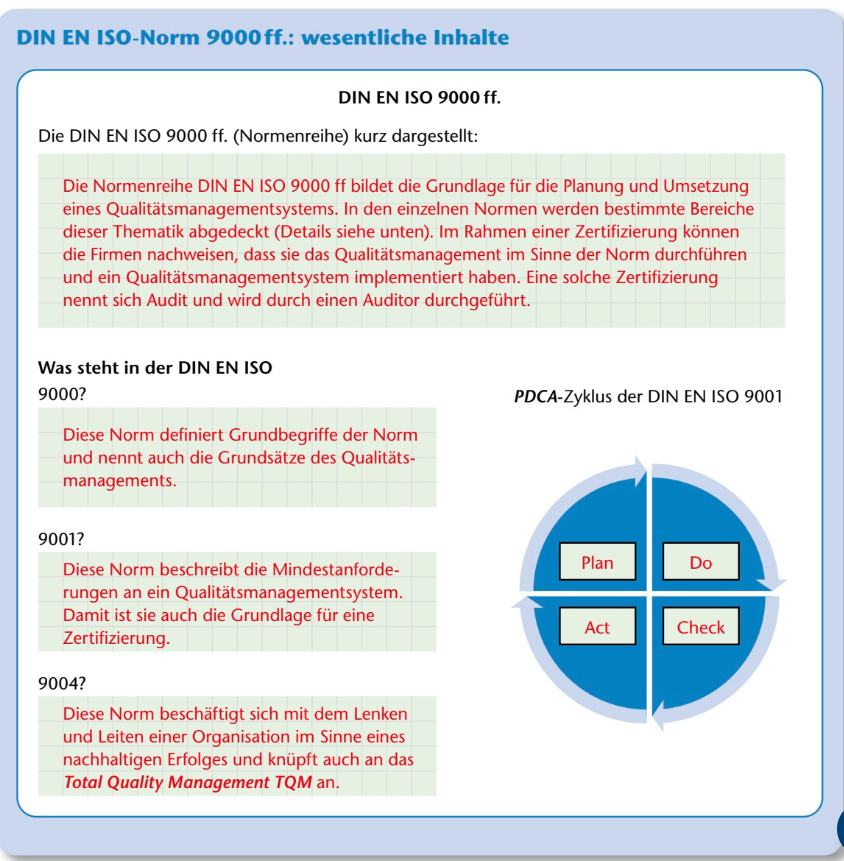 DIN EN ISO-Norm 9000 ff.: wesentliche Inhalte
DIN EN ISO 9000 ff.
Die DIN EN ISO 9000 ff. (Normenreihe) kurz dargestellt:
Die Normenreihe DIN EN ISO 9000 ff bildet die Grundlage für die Planung und Umsetzung
eines Qualitätsmanagementsystems. In den einzelnen Normen werden bestimmte Bereiche
dieser Thematik abgedeckt (Details siehe unten). Im Rahmen einer Zertifizierung können
die Firmen nachweisen, dass sie das Qualitätsmanagement im Sinne der Norm durchführen
und ein Qualitätsmanagementsystem implementiert haben. Eine solche Zertifizierung
nennt sich Audit und wird durch einen Auditor durchgeführt.
Was steht in der DIN EN ISO
9000?
Diese Norm definiert Grundbegriffe der Norm
und nennt auch die Grundsätze des Qualitäts-
managements.
9001?
Diese Norm beschreibt die Mindestanforde-
rungen an ein Qualitätsmanagementsystem.
Damit ist sie auch die Grundlage für eine
Zertifizierung.
9004?
Diese Norm beschäftigt sich mit dem Lenken
und Leiten einer Organisation im Sinne eines
nachhaltigen Erfolges und knüpft auch an das
Total Quality Management TQM an.
PDCA-Zyklus der DIN EN ISO 9001
Plan
Do
Act
Check